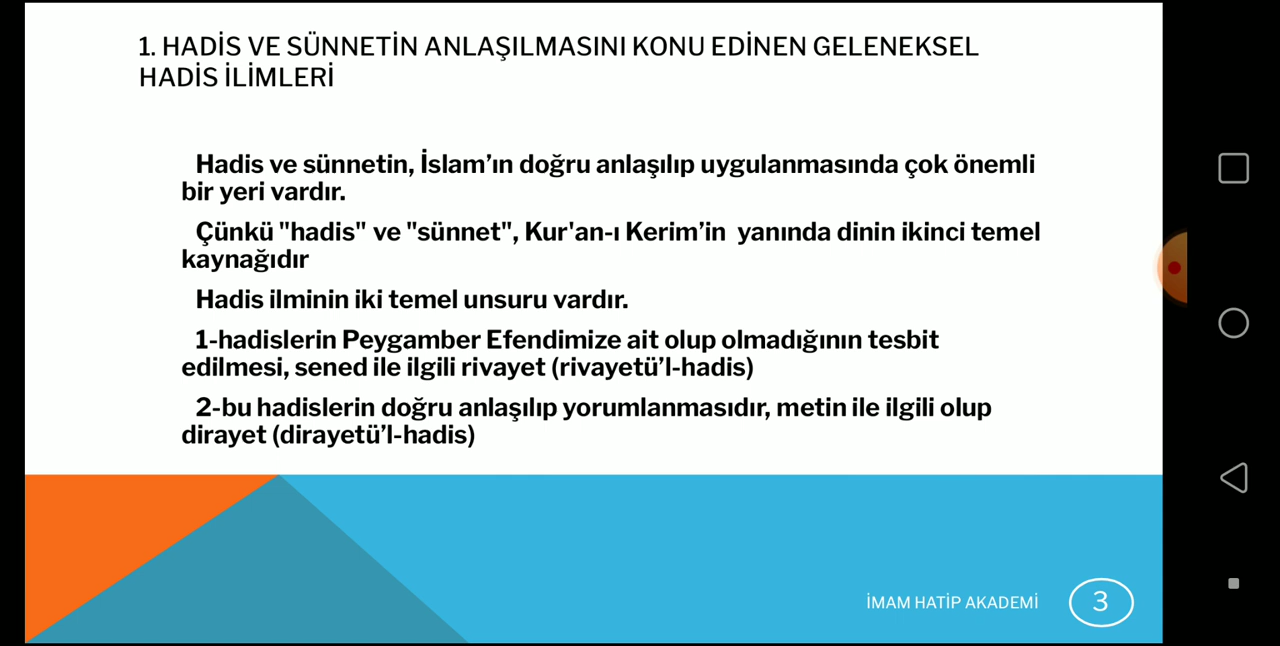 1. HADİS VE SÜNNETİN ANLAŞILMASINI KONU EDİNEN GELENEKSEL
HADİS İLİMLERİ
Hadis ve sünnetin, İslam’ın doğru anlaşılıp uygulanmasında çok önemli
bir yeri vardır.
Çünkü "hadis" ve "sünnet", Kur'an-ı Kerim’in  yanında dinin ikinci temel
kaynağıdır
Hadis ilminin iki temel unsuru vardır.
1-hadislerin Peygamber Efendimize ait olup olmadığının tesbit
edilmesi, sened ile ilgili rivayet (rivayetü’l-hadis)
2-bu hadislerin doğru anlaşılıp yorumlanmasıdır, metin ile ilgili olup
dirayet (dirayetü’l-hadis)
İMAM HATİP AKADEMİ
3